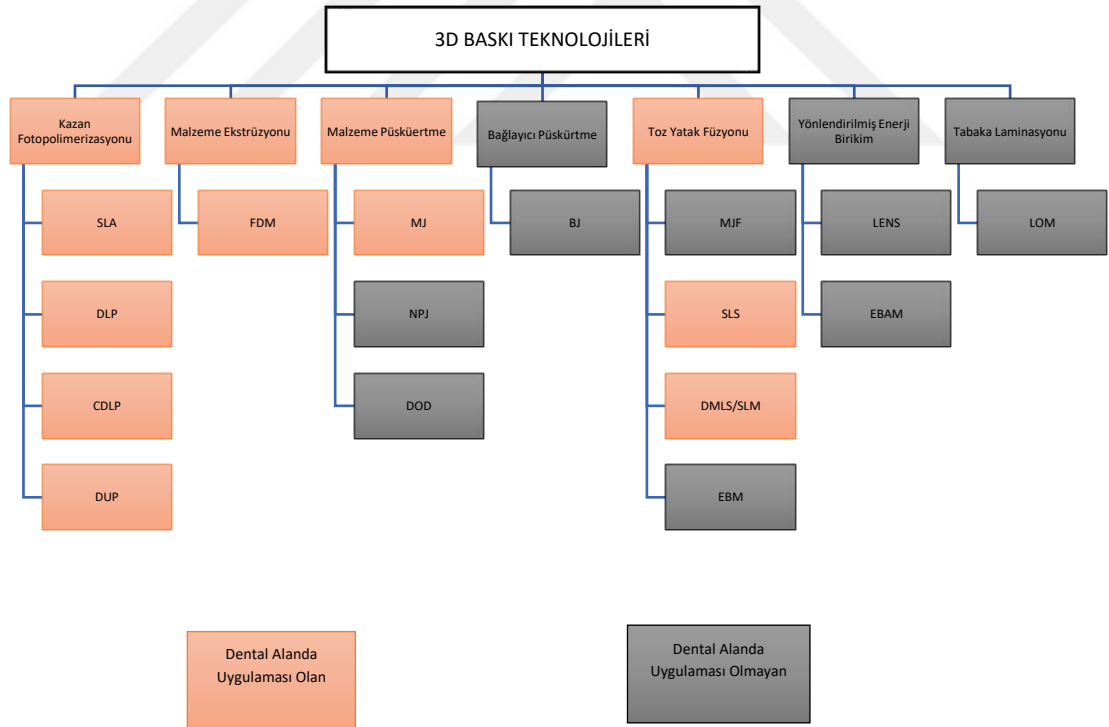 3D BASKI TEKNOLOJİLERİ
Kazan
Fotopolimerizasyonu
Malzeme Ekstrüzyonu
Malzeme Püsküertme
Bağlayıcı Püskürtme
Toz Yatak Füzyonu
Yönlendirilmiş Enerji
Birikim
Tabaka Laminasyonu
SLA
FDM
MJ
BJ
MJF
LENS
LOM
DLP
NPJ
SLS
EBAM
CDLP
DOD
DMLS/SLM
DUP
EBM
Dental Alanda
Uygulaması Olan
Dental Alanda
Uygulaması Olmayan